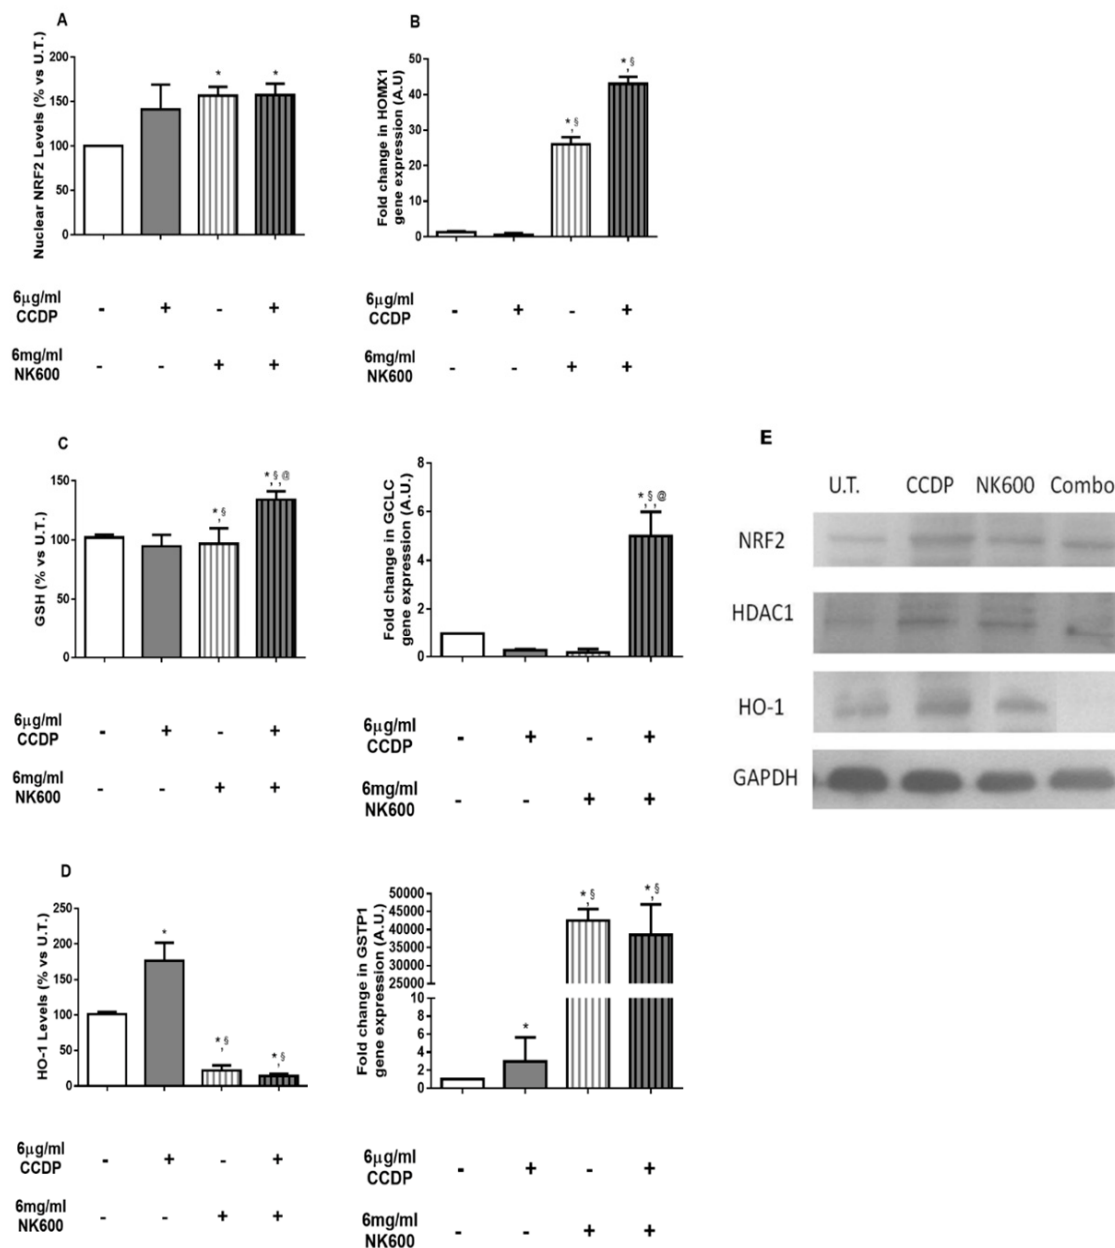 A
Nuclear NRF2 Levels (% vs U.T.)
200
150
100
50
0
*
*
6μg/ml
CCDP
- + - +
6mg/ml
NK600
- - + +
B
Fold change in HOMX1
gene expression (A.U)
50
40
30
20
10
0
*,§
*,§
6μg/ml
CCDP
- + - +
6mg/ml
NK600
- - + +
C
GSH (% vs U.T.)
150
100
50
0
*,§
*,§,@
6μg/ml
CCDP
- + - +
6mg/ml
NK600
- - + +
Fold change in GCLC
gene expression (A.U.)
8
6
4
2
0
*,§,@
6μg/ml
CCDP
- + - +
6mg/ml
NK600
- - + +
E
U.T. CCDP NK600 Combo
NRF2
HDAC1
HO-1
GAPDH
D
HO-1 Levels (% vs U.T.)
250
200
150
100
50
0
*
*,§
*,§
6μg/ml
CCDP
- + - +
6mg/ml
NK600
- - + +
Fold change in GSTP1
gene expression (A.U.)
50000
45000
40000
35000
30000
25000
10
8
6
4
2
0
*
*,§
*,§
6μg/ml
CCDP
- + - +
6mg/ml
NK600
- - + +